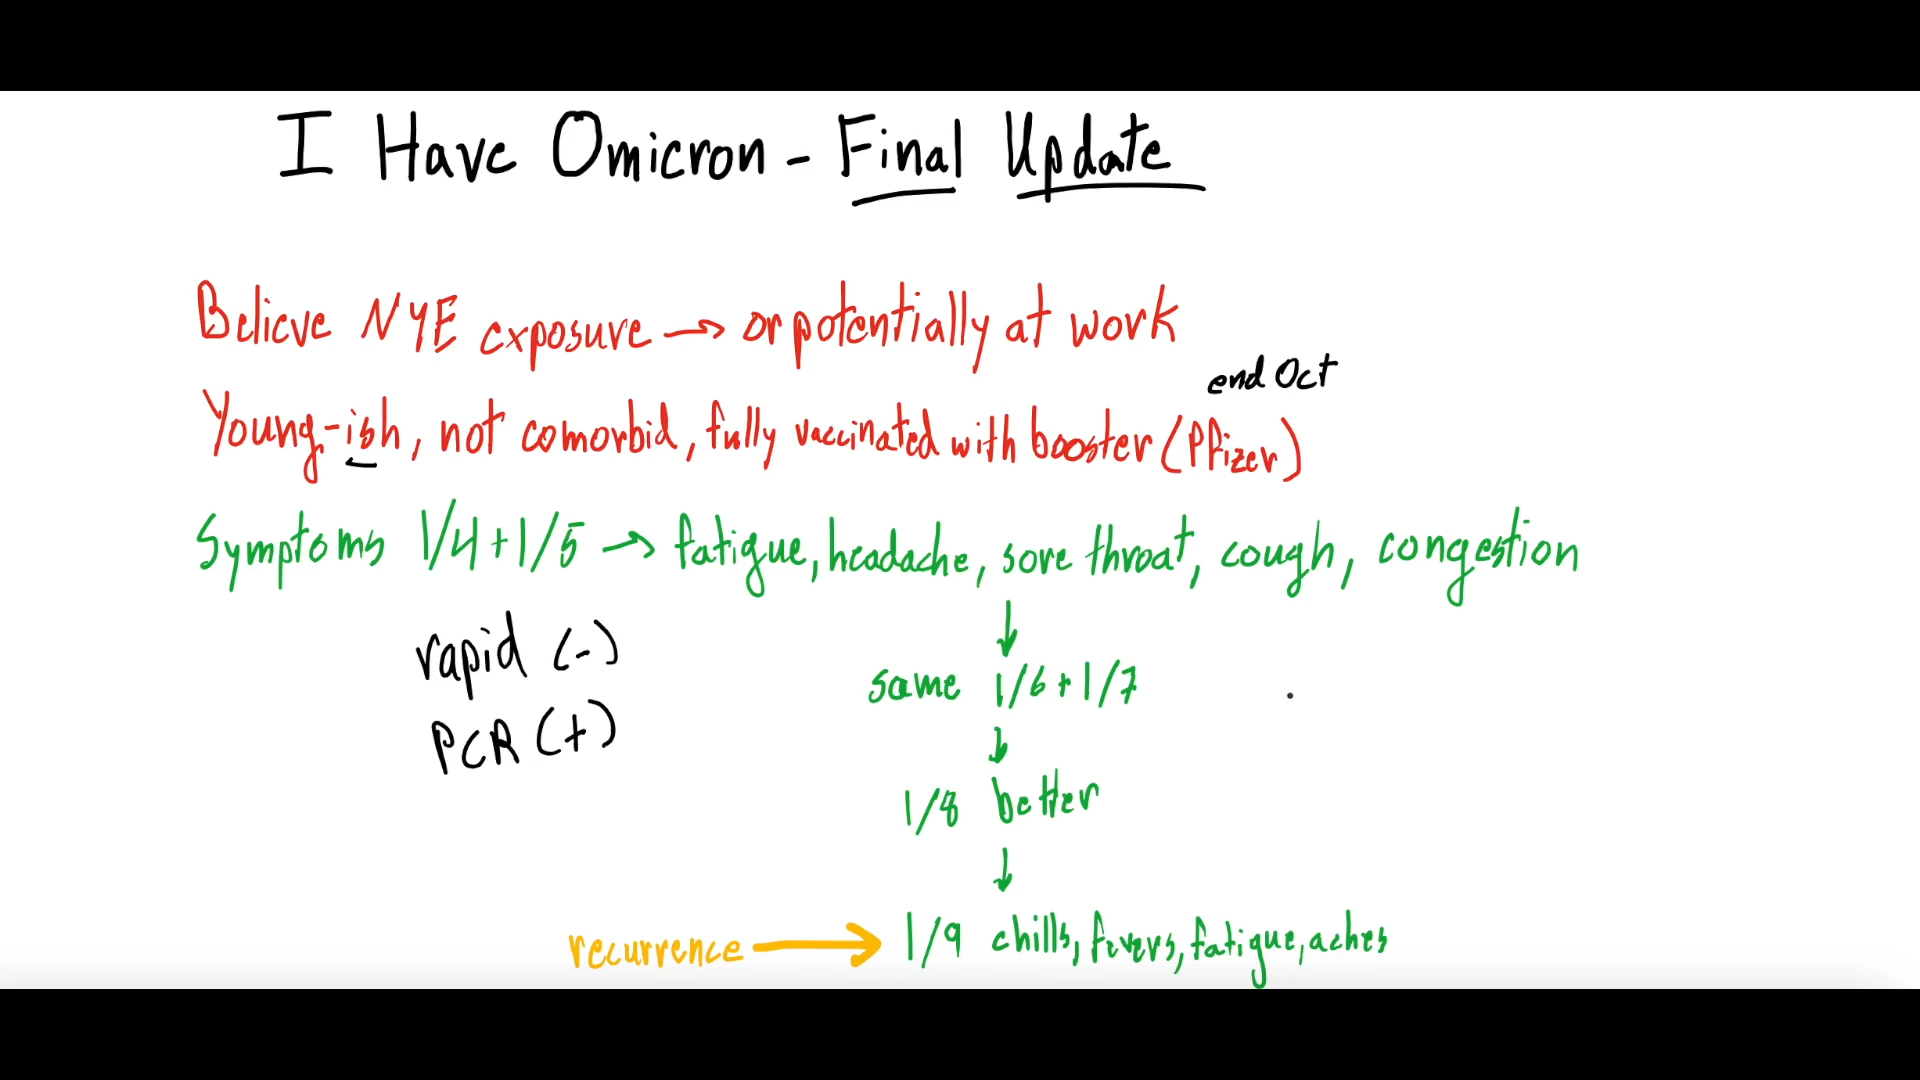 I Have Omicron - Final Update
Believe NYE exposure → or potentially at work
end Oct
Young-ish, not comorbid, fully vaccinated with booster (Pfizer)
Symptoms 1/4 + 1/5 → fatigue, headache, sore throat, cough, congestion
rapid (-)
PCR (+)
↓
same 1/6 + 1/7
↓
1/8 better
↓
recurrence → 1/9 chills, fevers, fatigue, aches